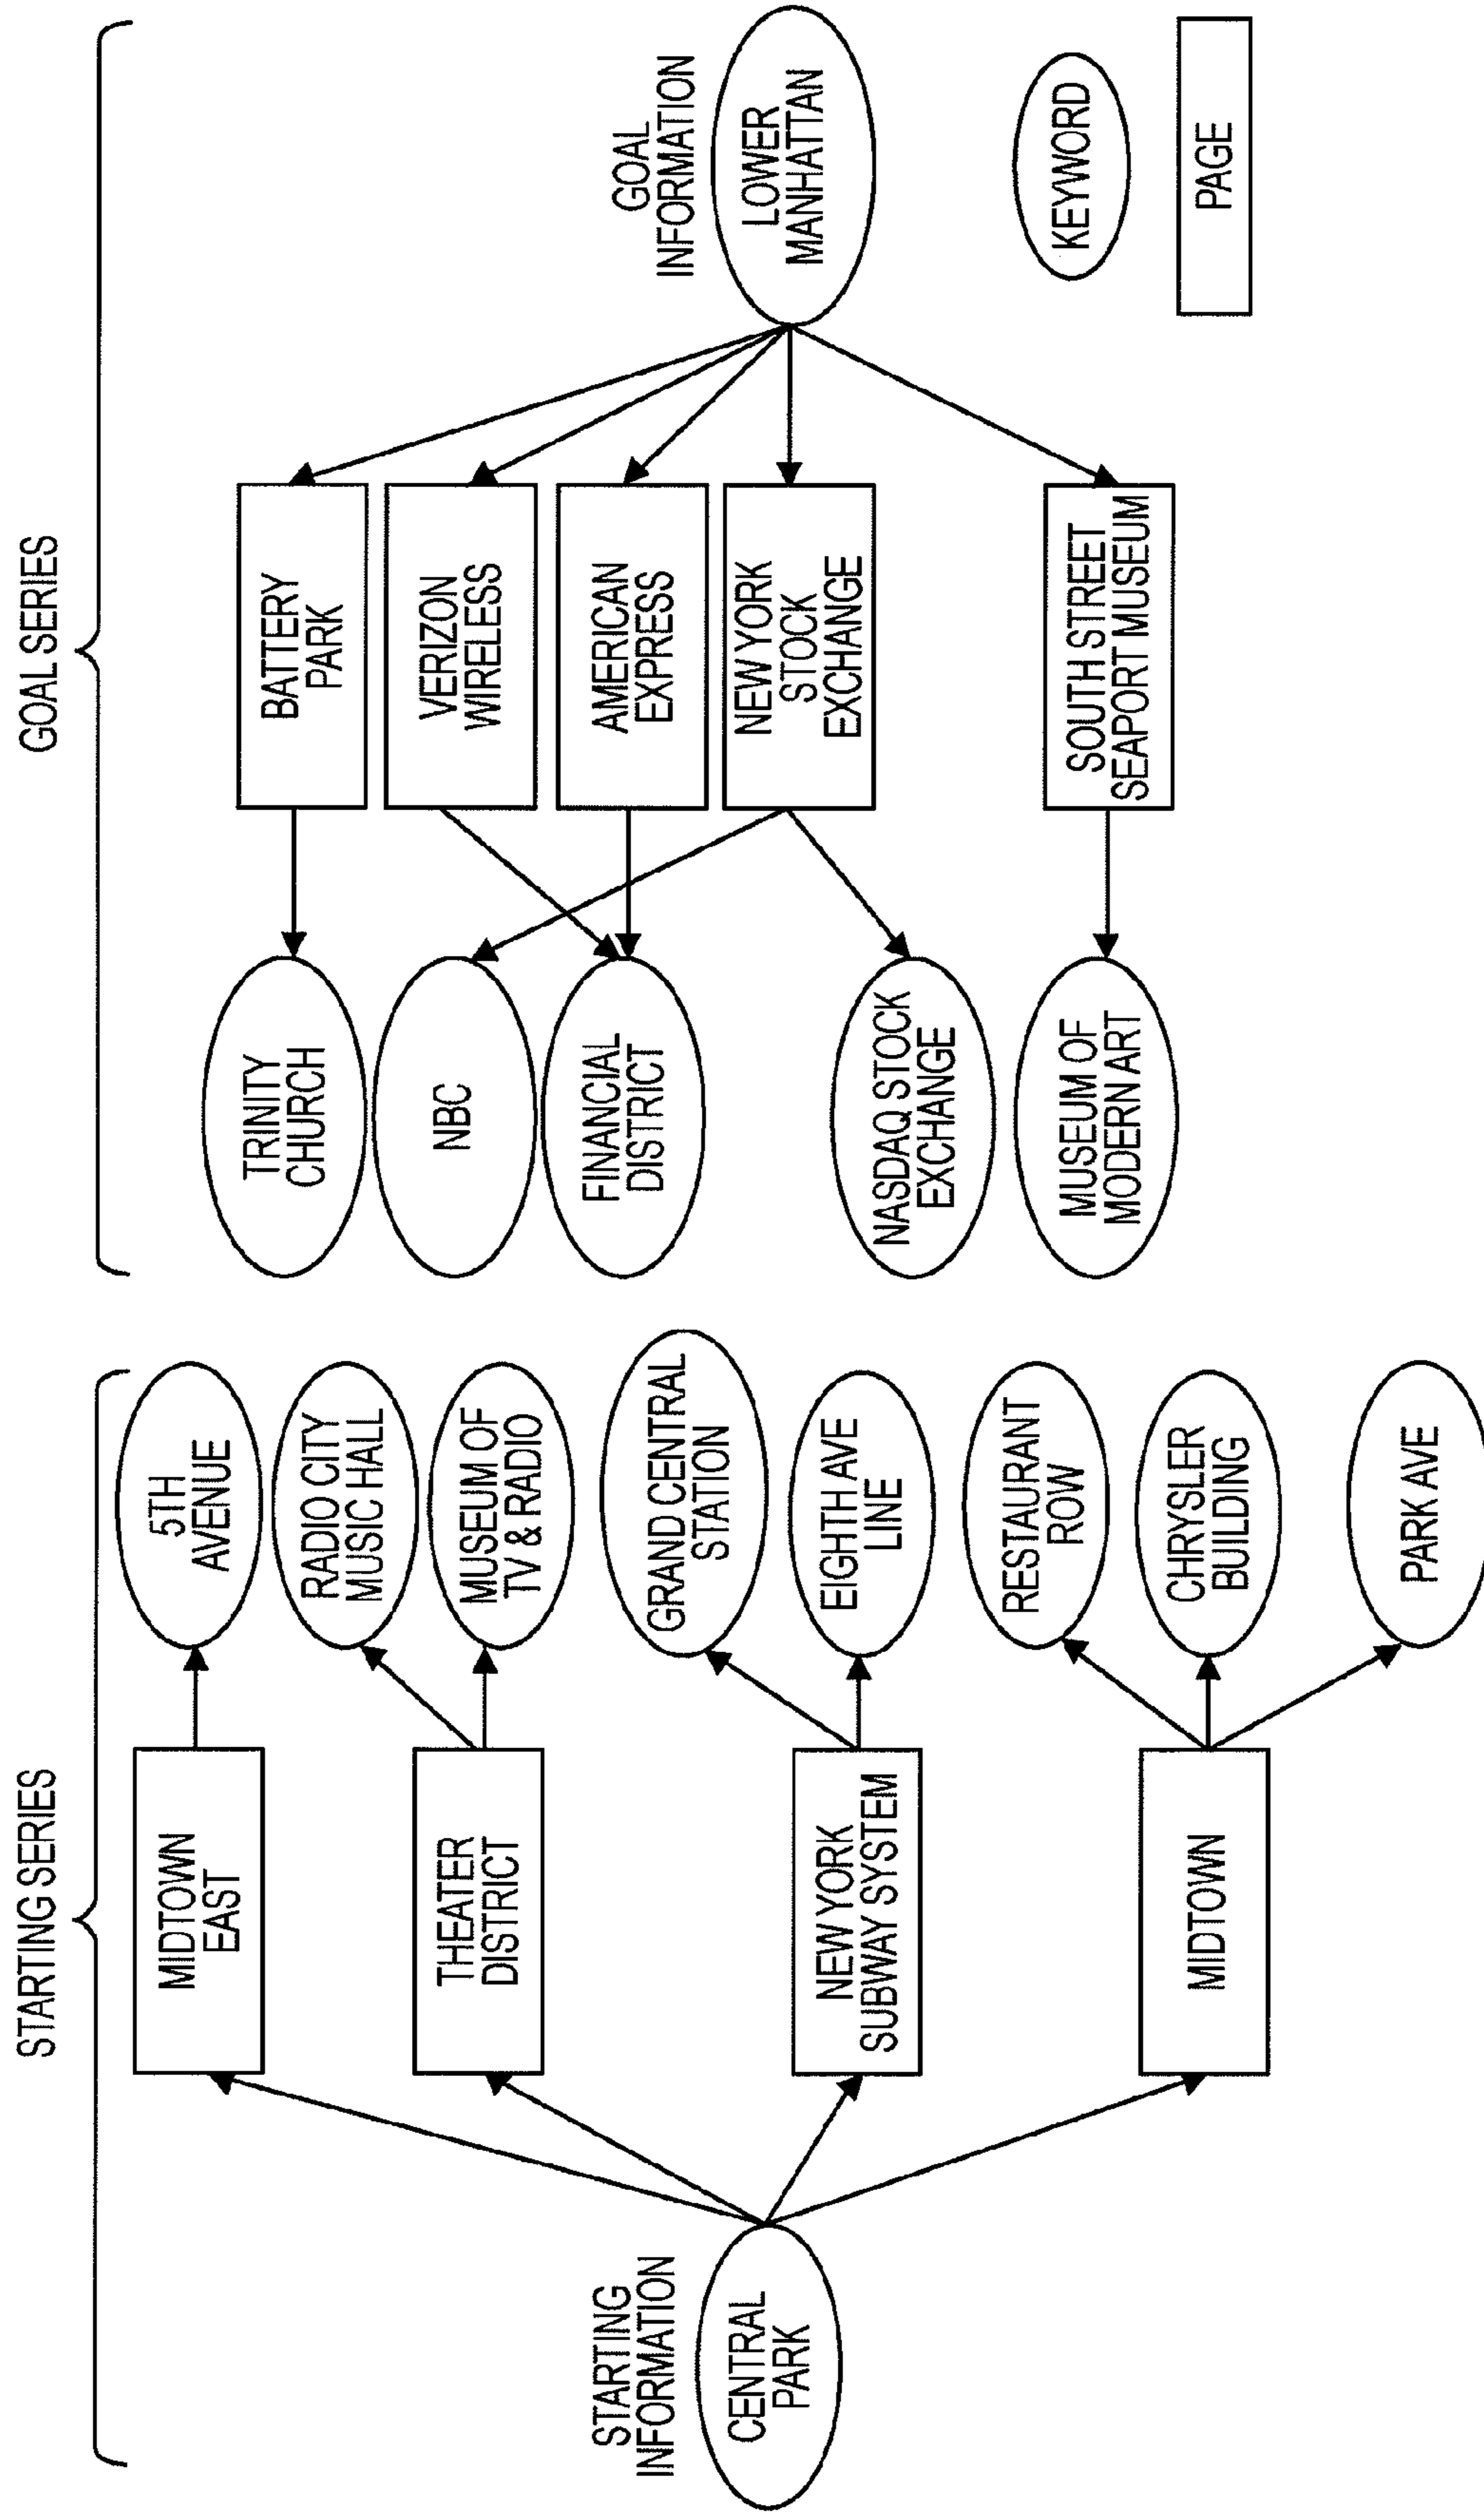 STARTING SERIES
GOAL SERIES
STARTING
INFORMATION
CENTRAL
PARK
MIDTOWN
EAST
THEATER
DISTRICT
NEW YORK
SUBWAY SYSTEM
MIDTOWN
5TH
AVENUE
RADIO CITY
MUSIC HALL
MUSEUM OF
TV & RADIO
GRAND CENTRAL
STATION
EIGHTH AVE
LINE
RESTAURANT
ROW
CHRYSLER
BUILDING
PARK AVE
TRINITY
CHURCH
NBC
FINANCIAL
DISTRICT
NASDAQ STOCK
EXCHANGE
MUSEUM OF
MODERN ART
BATTERY
PARK
VERIZON
WIRELESS
AMERICAN
EXPRESS
NEW YORK
STOCK
EXCHANGE
SOUTH STREET
SEAPORT MUSEUM
GOAL
INFORMATION
LOWER
MANHATTAN
KEYWORD
PAGE